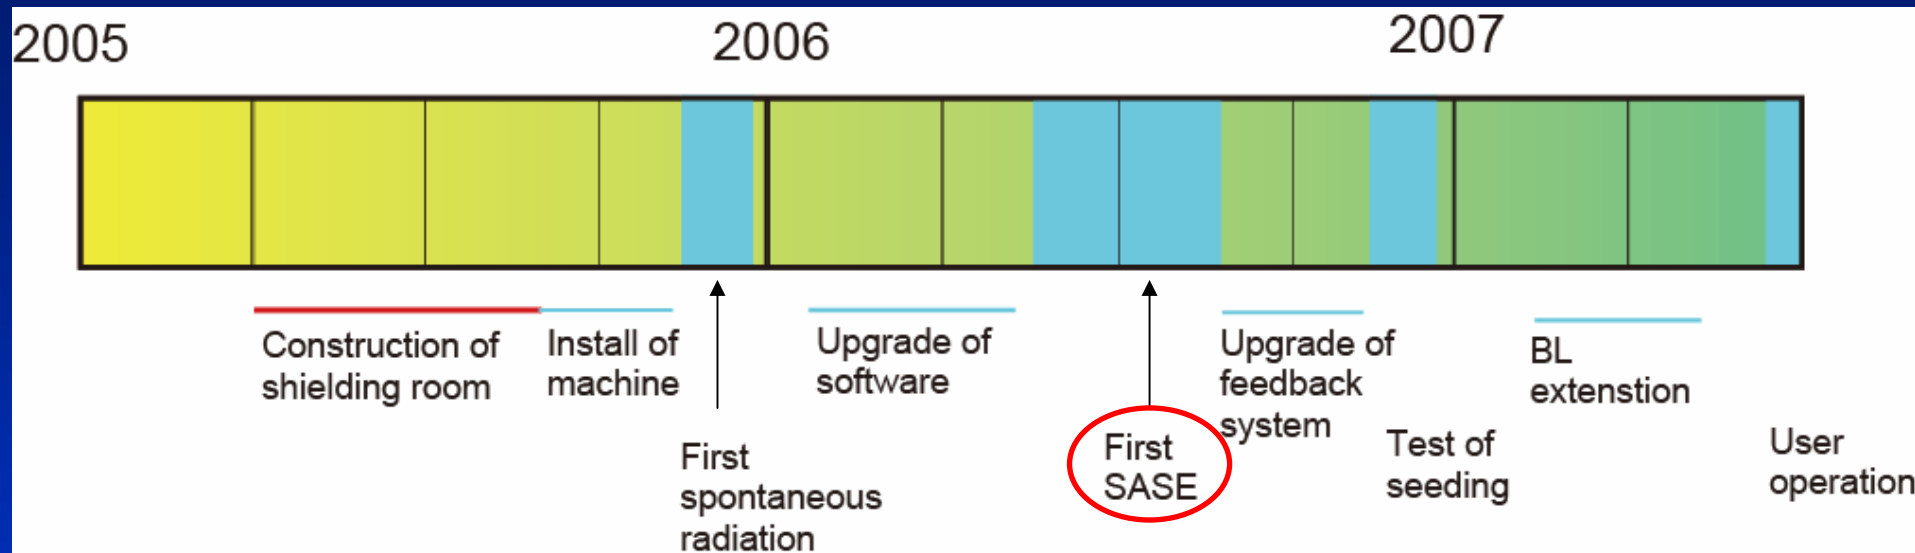 2005
2006
2007
Construction of
shielding room
Install of
machine
First
spontaneous
radiation
Upgrade of
software
First
SASE
Upgrade of
feedback
system
Test of
seeding
BL
extenstion
User
operation